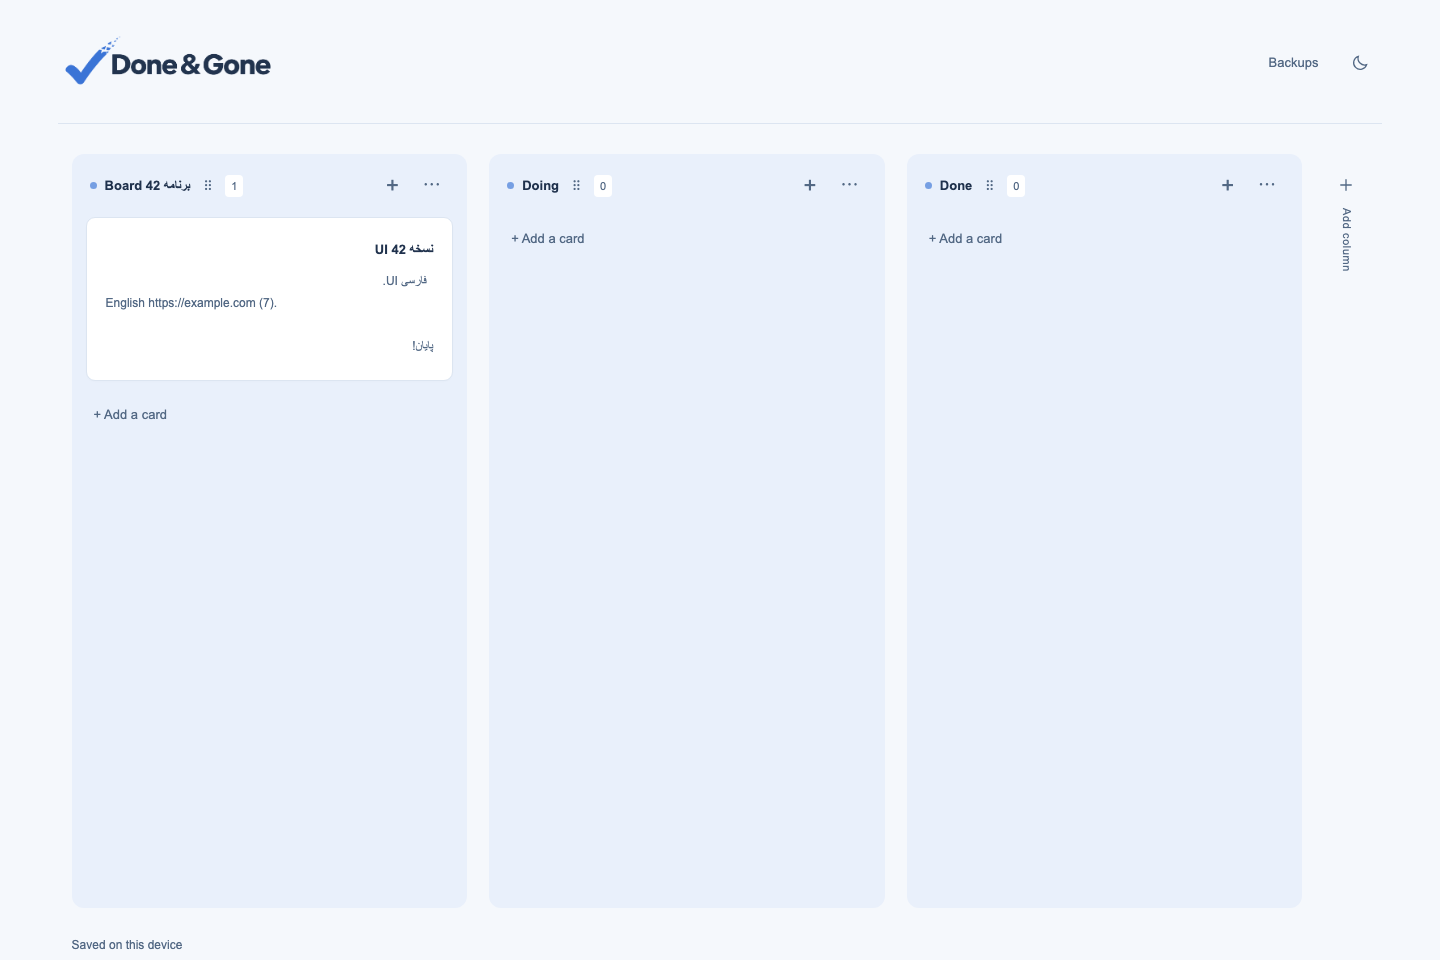 Done & Gone
Backups
Board 42 برنامه
1
نسخه UI 42
فارسی UI.
English https://example.com (7).
پایان!
+ Add a card
Doing
0
+ Add a card
Done
0
+ Add a card
Add column
Saved on this device